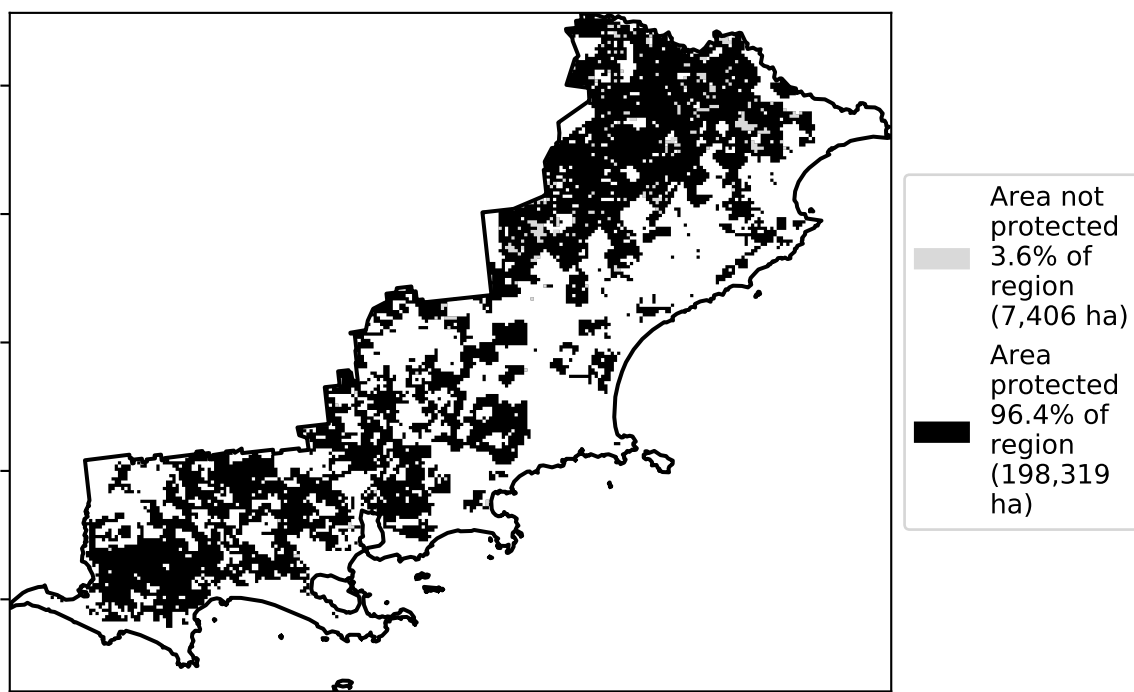 Area not
protected
3.6% of
region
(7,406 ha)
Area
protected
96.4% of
region
(198,319
ha)